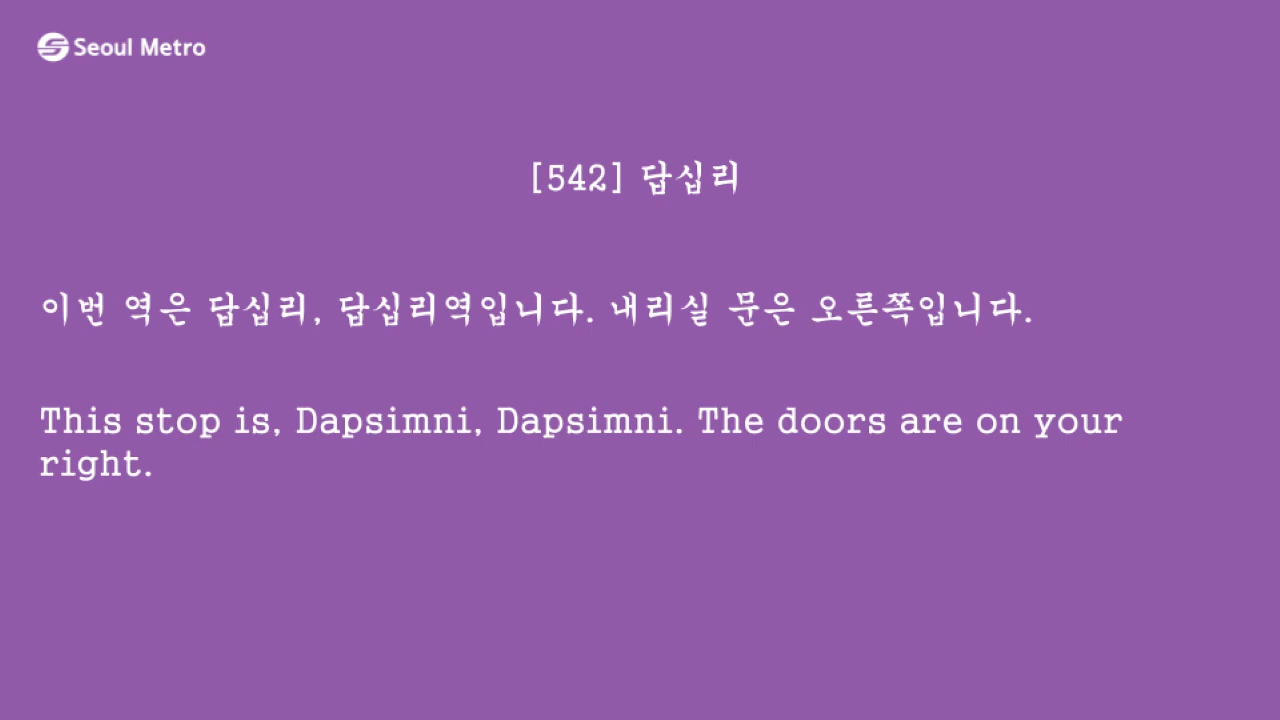 Seoul Metro
[542] 답십리
이번 역은 답십리, 답십리역입니다. 내리실 문은 오른쪽입니다.
This stop is, Dapsimni, Dapsimni. The doors are on your
right.